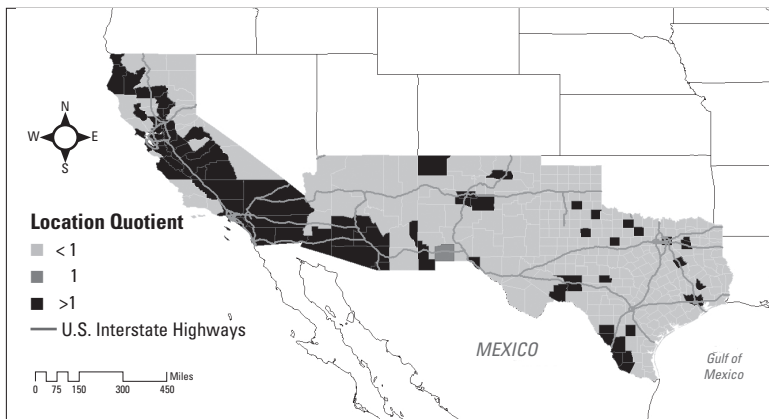 N
W E
S
Location Quotient
< 1
1
>1
U.S. Interstate Highways
Miles
0 75 150 300 450
MEXICO
Gulf of
Mexico